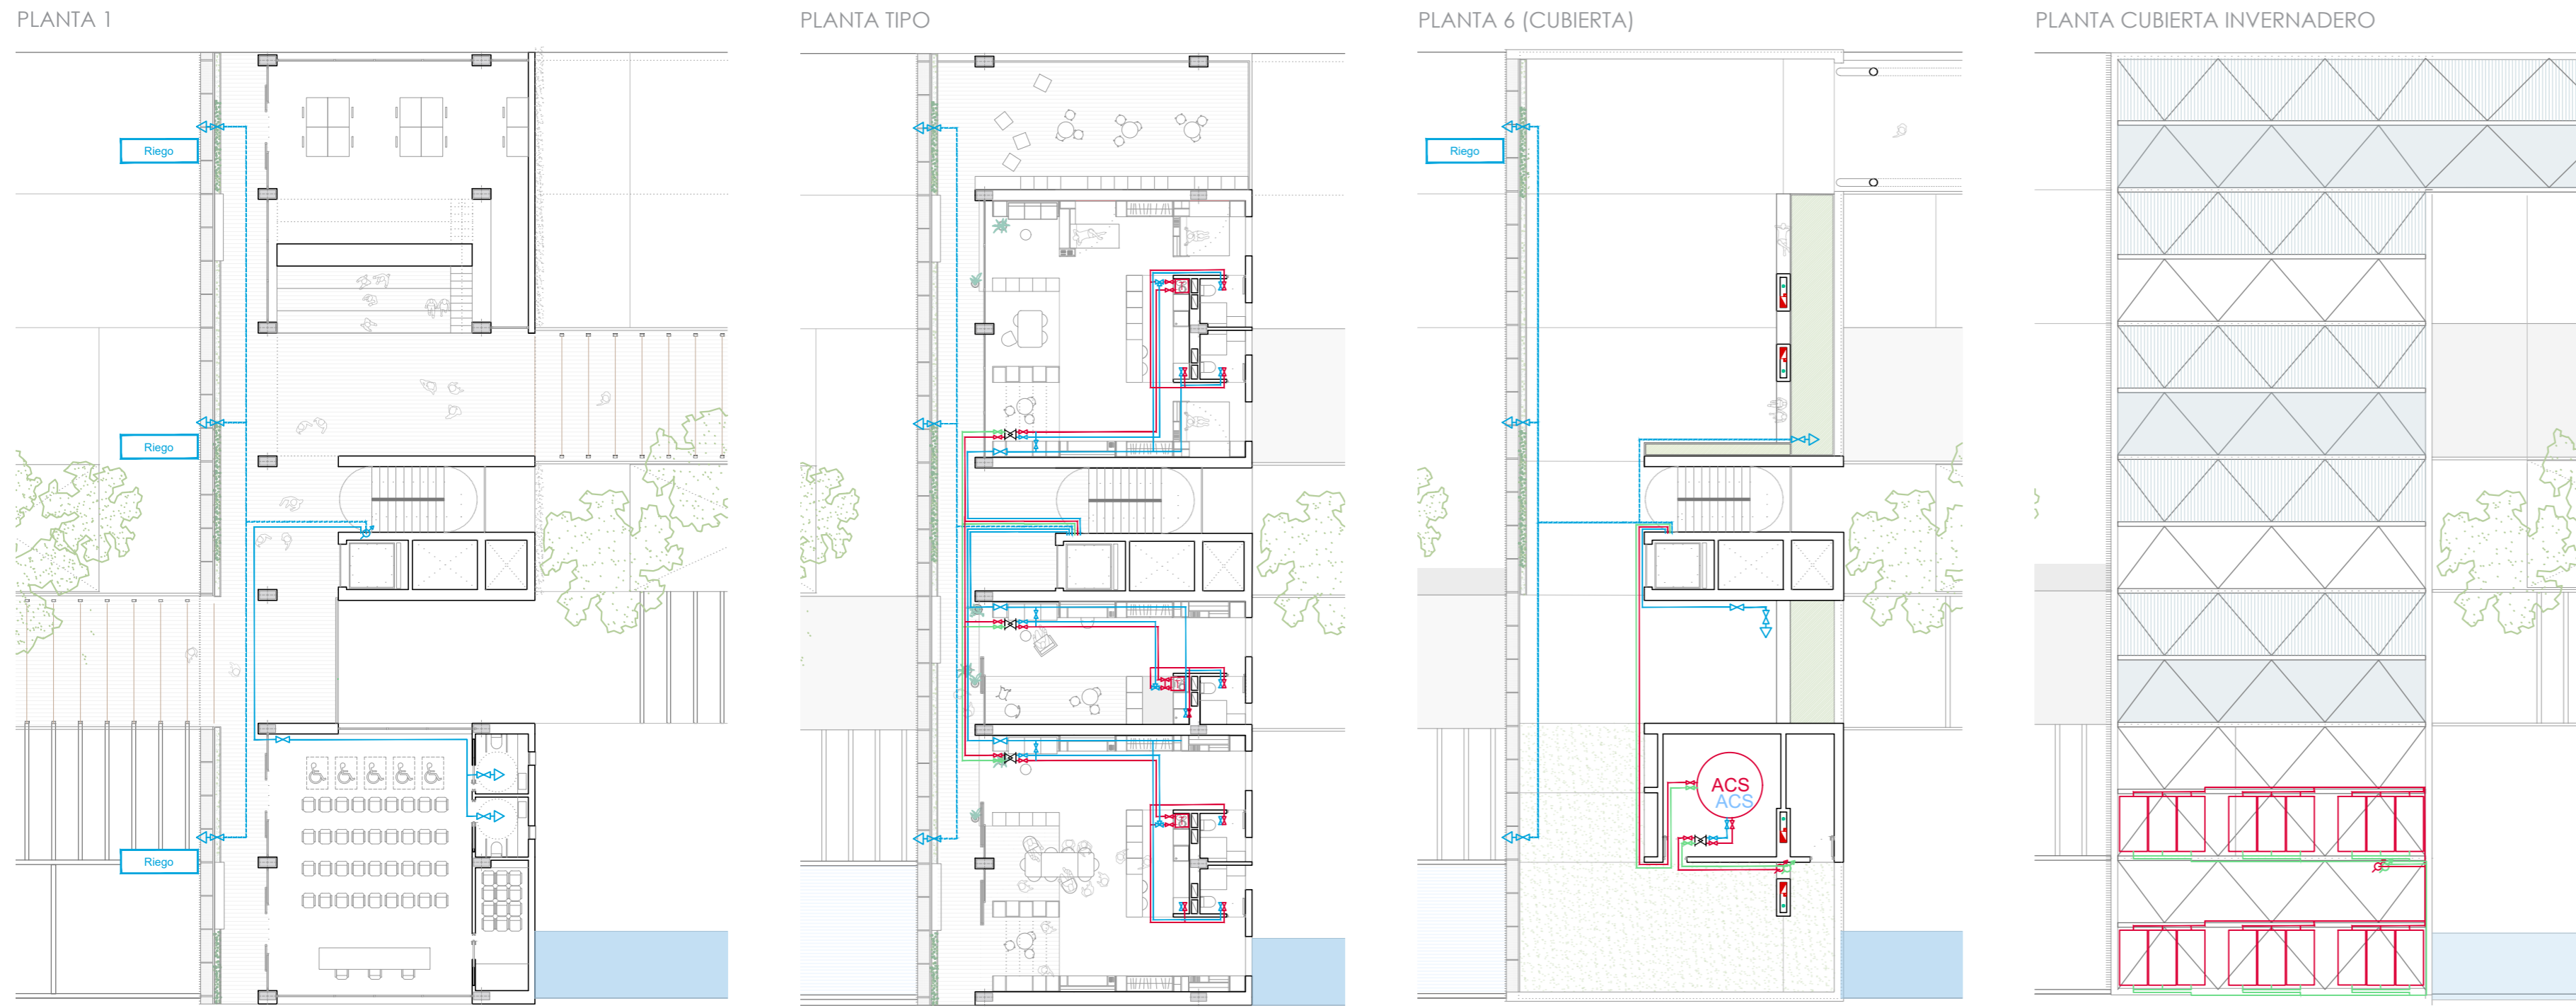 PLANTA 1
Riego
Riego
Riego
PLANTA TIPO
PLANTA 6 (CUBIERTA)
Riego
ACS
ACS
PLANTA CUBIERTA INVERNADERO